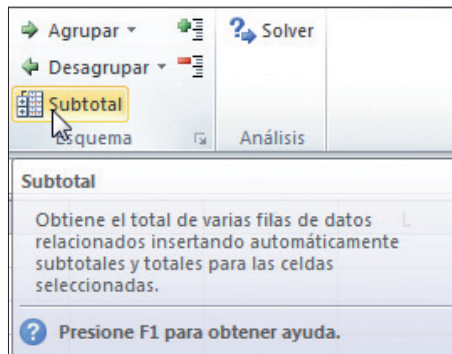 Agrupar
Solver
Desagrupar
Subtotal
Esquema
Análisis
Subtotal
Obtiene el total de varias filas de datos
relacionados insertando automáticamente
subtotales y totales para las celdas
seleccionadas.
Presione F1 para obtener ayuda.